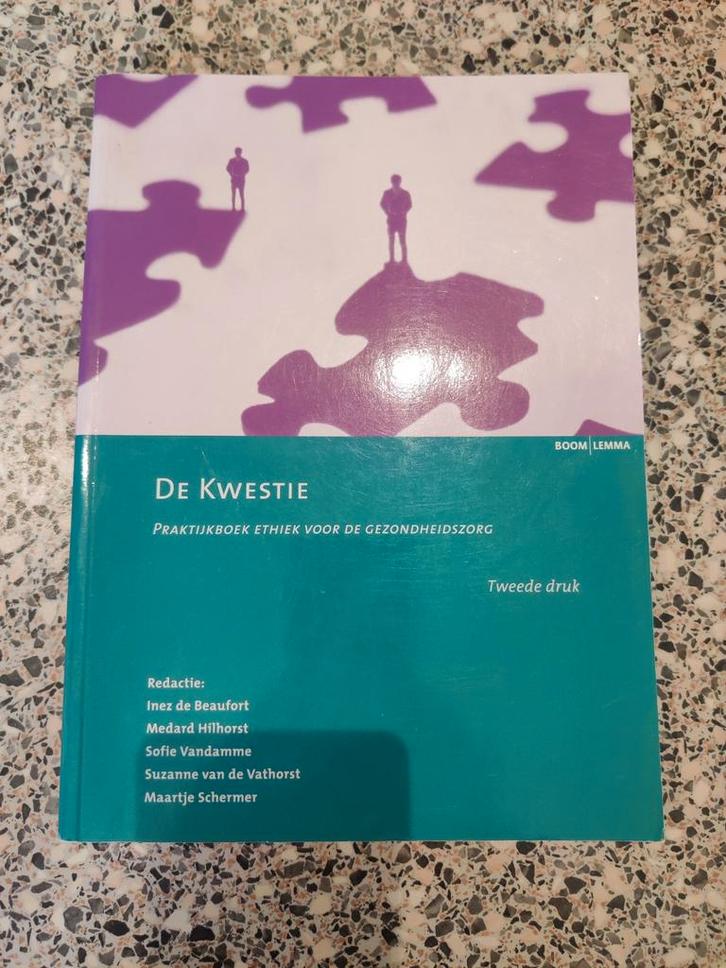 BOOM|LEMMA
DE KWESTIE
PRAKTIJKBOEK ETHIEK VOOR DE GEZONDHEIDSZORG
Tweede druk
Redactie:
Inez de Beaufort
Medard Hilhorst
Sofie Vandamme
Suzanne van de Vathorst
Maartje Schermer